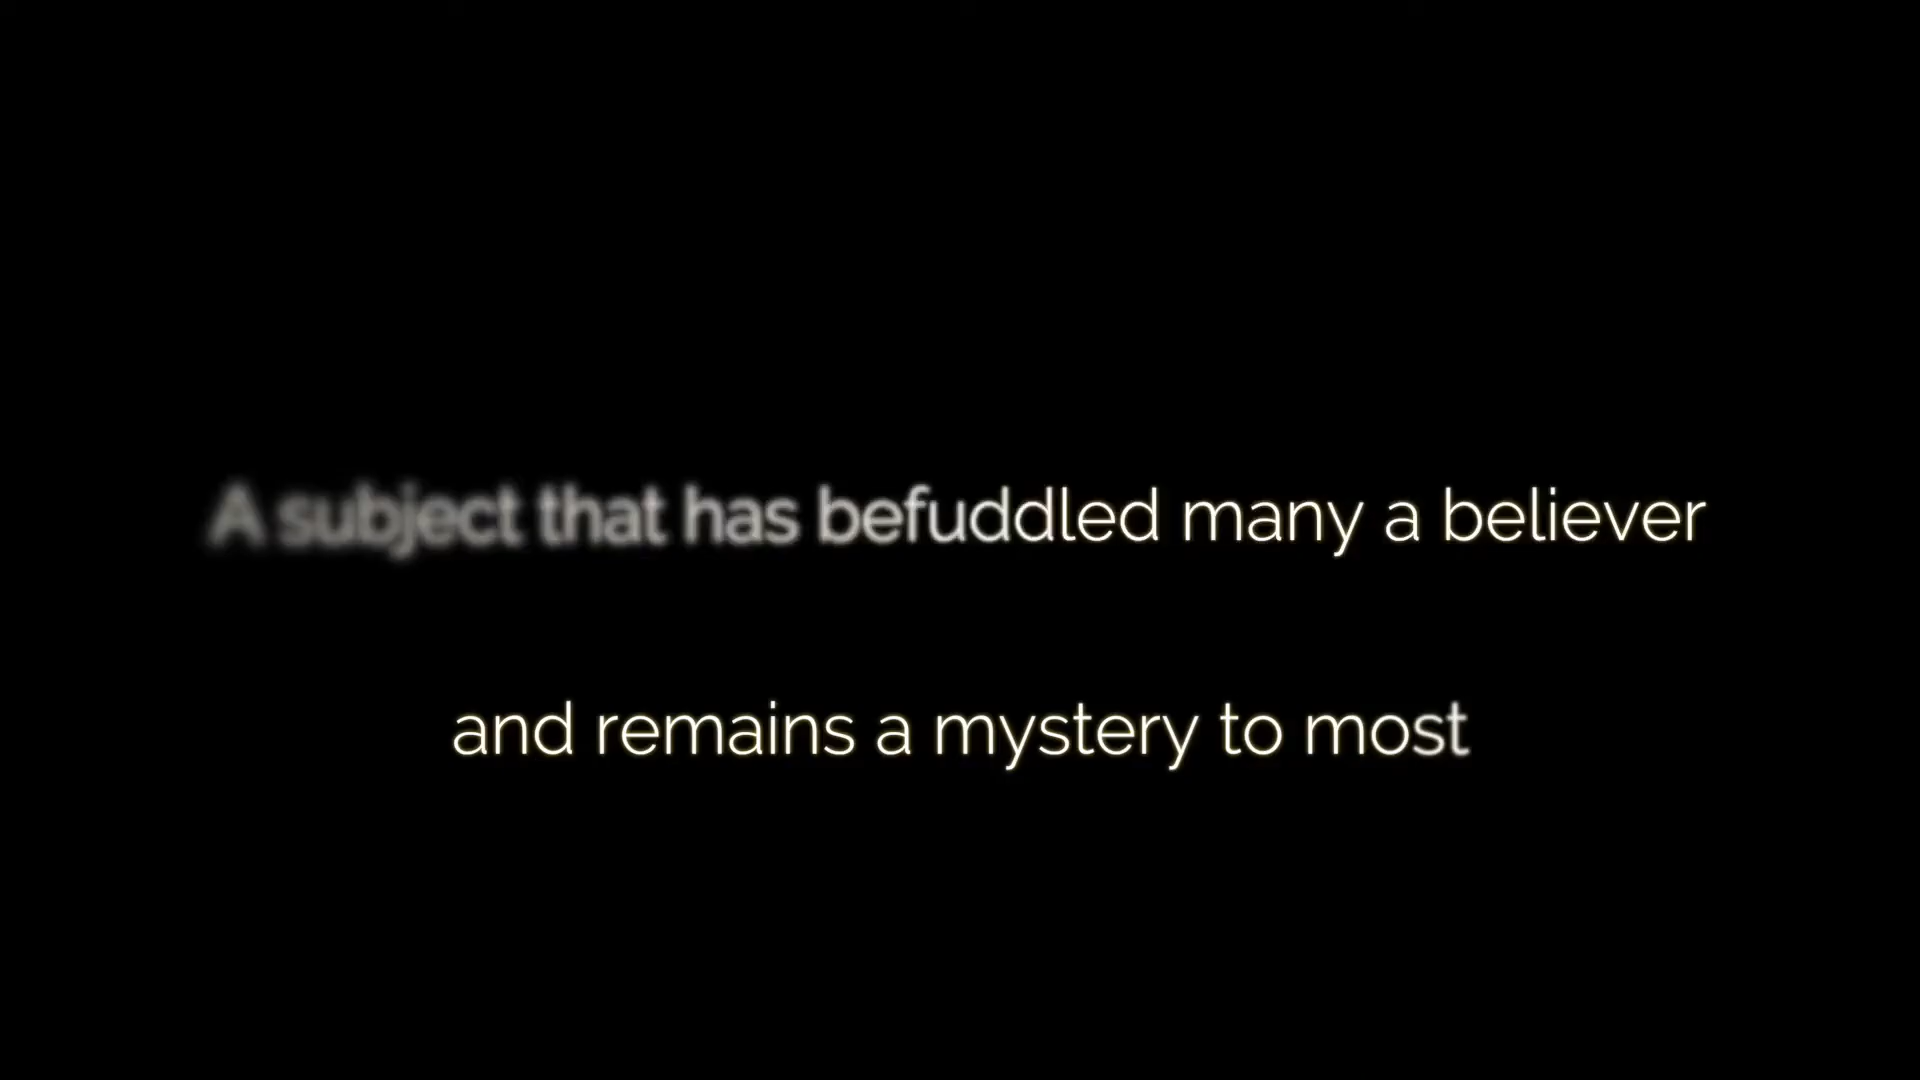 A subject that has befuddled many a believer
and remains a mystery to most